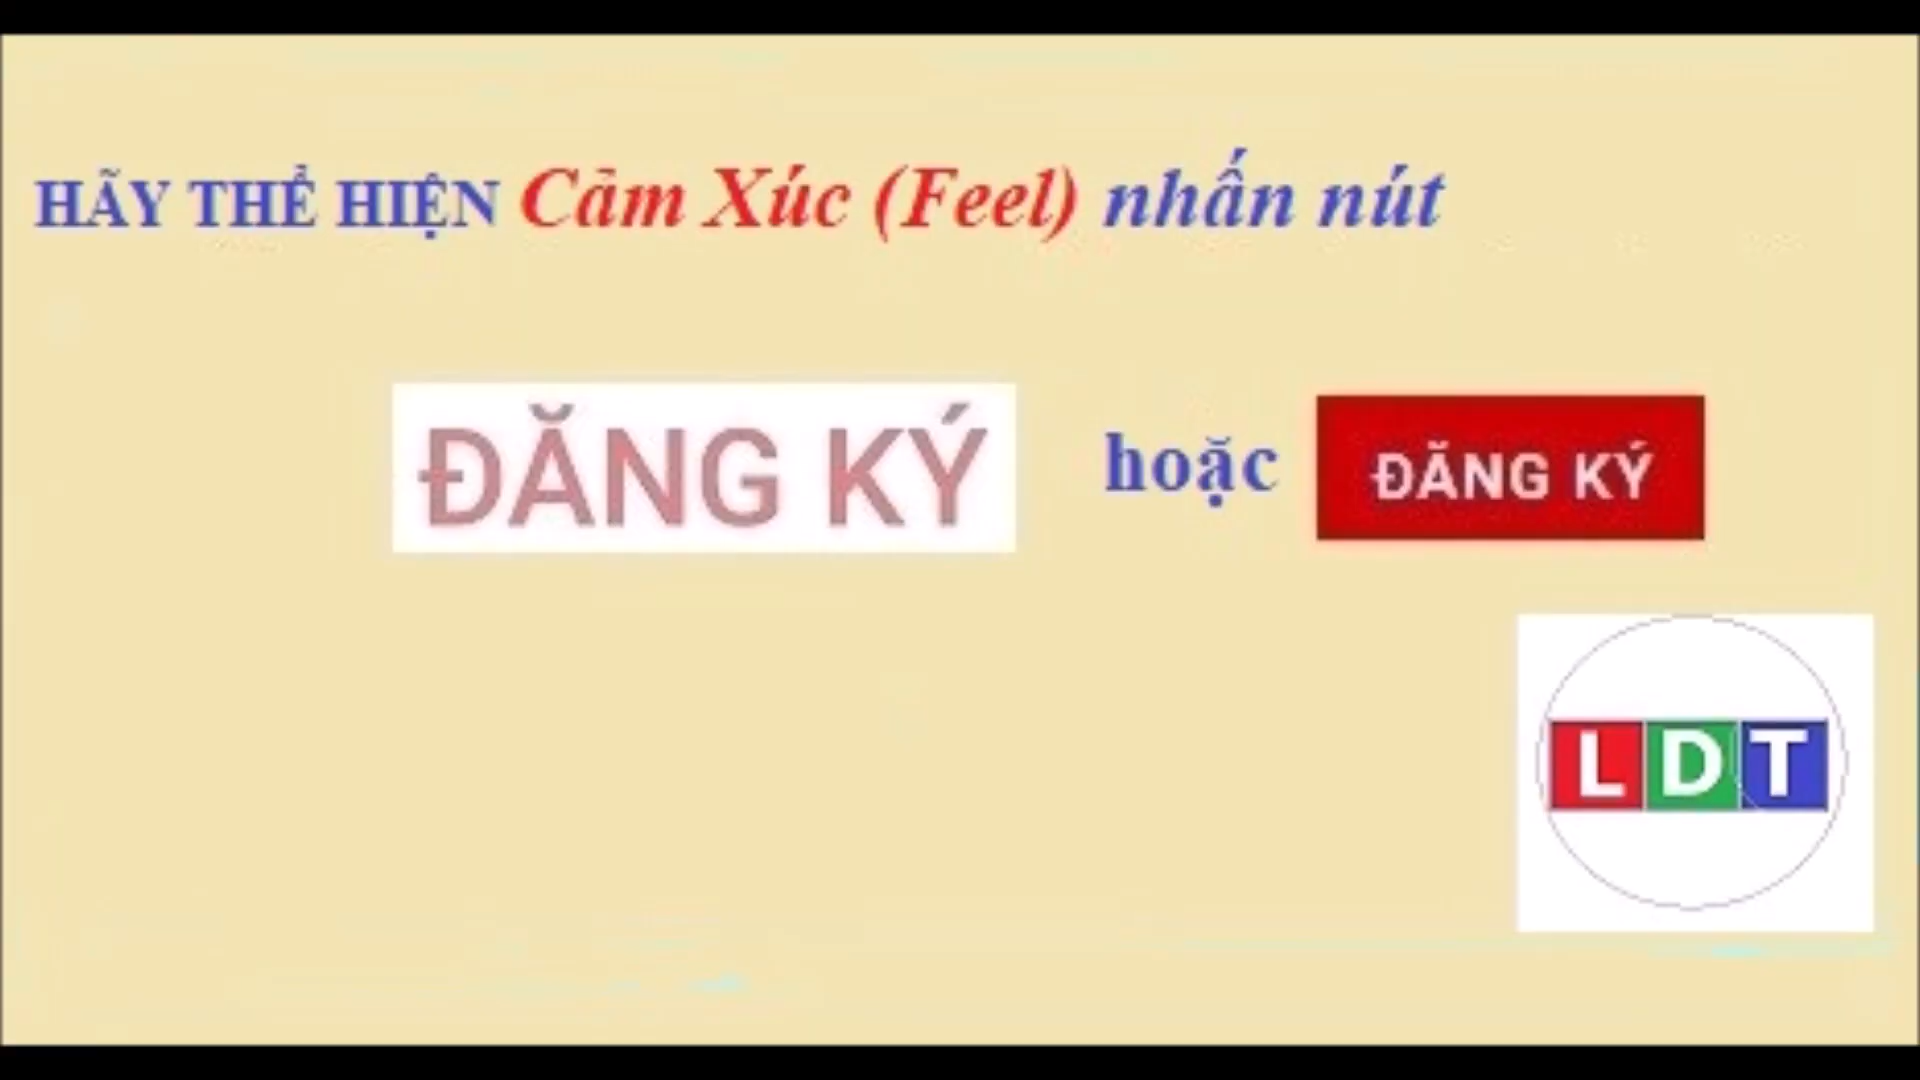 HÃY THỂ HIỆN Cảm Xúc (Feel) nhấn nút
ĐĂNG KÝ hoặc ĐĂNG KÝ
LDT